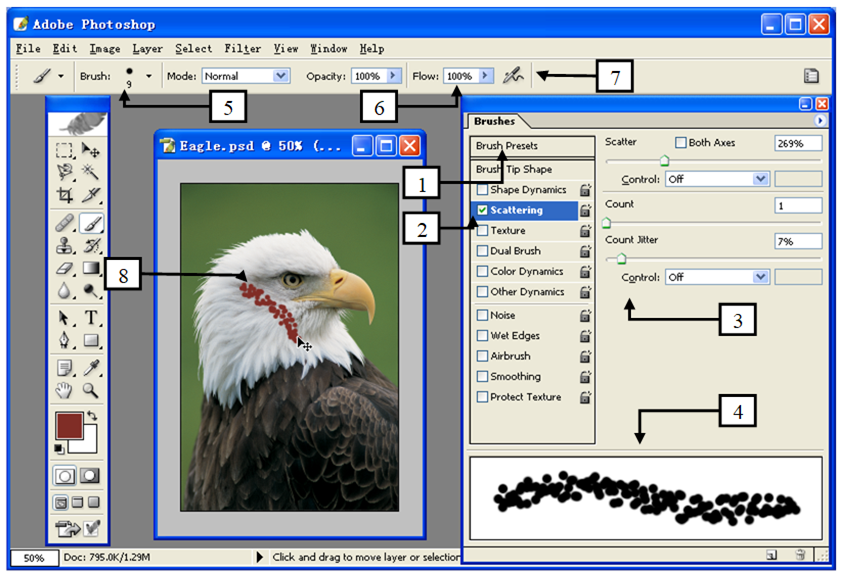 Adobe Photoshop
File Edit Image Layer Select Filter View Window Help
Brush: 9 Mode: Normal Opacity: 100% Flow: 100%
7
5
6
Eagle.psd @ 50% (...
8
Brushes
Brush Presets
Brush Tip Shape
Shape Dynamics
Scattering
Texture
Dual Brush
Color Dynamics
Other Dynamics
Noise
Wet Edges
Airbrush
Smoothing
Protect Texture
1
2
Scatter Both Axes 269%
Control: Off
Count 1
Count Jitter 7%
Control: Off
3
4
T
50% Doc: 795.0K/1.29M Click and drag to move layer or selection